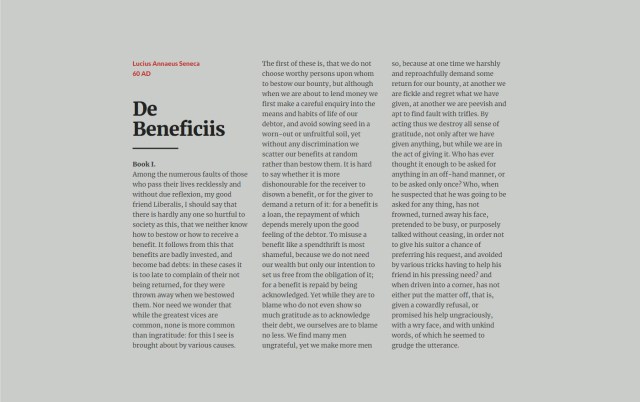 Lucius Annaeus Seneca
60 AD
De
Beneficiis
Book I.
Among the numerous faults of those
who pass their lives recklessly and
without due reflexion, my good
friend Liberalis, I should say that
there is hardly any one so hurtful to
society as this, that we neither know
how to bestow or how to receive a
benefit. It follows from this that
benefits are badly invested, and
become bad debts: in these cases it
is too late to complain of their not
being returned, for they were
thrown away when we bestowed
them. Nor need we wonder that
while the greatest vices are
common, none is more common
than ingratitude: for this I see is
brought about by various causes.
The first of these is, that we do not
choose worthy persons upon whom
to bestow our bounty, but although
when we are about to lend money we
first make a careful enquiry into the
means and habits of life of our
debtor, and avoid sowing seed in a
worn-out or unfruitful soil, yet
without any discrimination we
scatter our benefits at random
rather than bestow them. It is hard
to say whether it is more
dishonourable for the receiver to
disown a benefit, or for the giver to
demand a return of it: for a benefit is
a loan, the repayment of which
depends merely upon the good
feeling of the debtor. To misuse a
benefit like a spendthrift is most
shameful, because we do not need
our wealth but only our intention to
set us free from the obligation of it;
for a benefit is repaid by being
acknowledged. Yet while they are to
blame who do not even show so
much gratitude as to acknowledge
their debt, we ourselves are to blame
no less. We find many men
ungrateful, yet we make more men
so, because at one time we harshly
and reproachfully demand some
return for our bounty, at another we
are fickle and regret what we have
given, at another we are peevish and
apt to find fault with trifles. By
acting thus we destroy all sense of
gratitude, not only after we have
given anything, but while we are in
the act of giving it. Who has ever
thought it enough to be asked for
anything in an off-hand manner, or
to be asked only once? Who, when
he suspected that he was going to be
asked for any thing, has not
frowned, turned away his face,
pretended to be busy, or purposely
talked without ceasing, in order not
to give his suitor a chance of
preferring his request, and avoided
by various tricks having to help his
friend in his pressing need? and
when driven into a corner, has not
either put the matter off, that is,
given a cowardly refusal, or
promised his help ungraciously,
with a wry face, and with unkind
words, of which he seemed to
grudge the utterance.